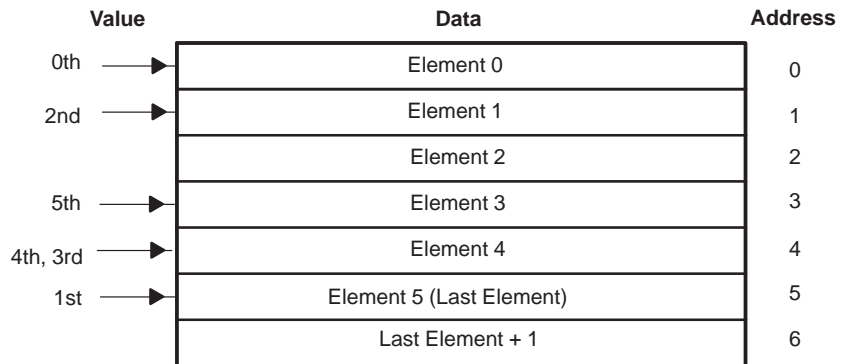 Value Data Address
0th Element 0 0
2nd Element 1 1
Element 2 2
5th Element 3 3
4th, 3rd Element 4 4
1st Element 5 (Last Element) 5
Last Element + 1 6